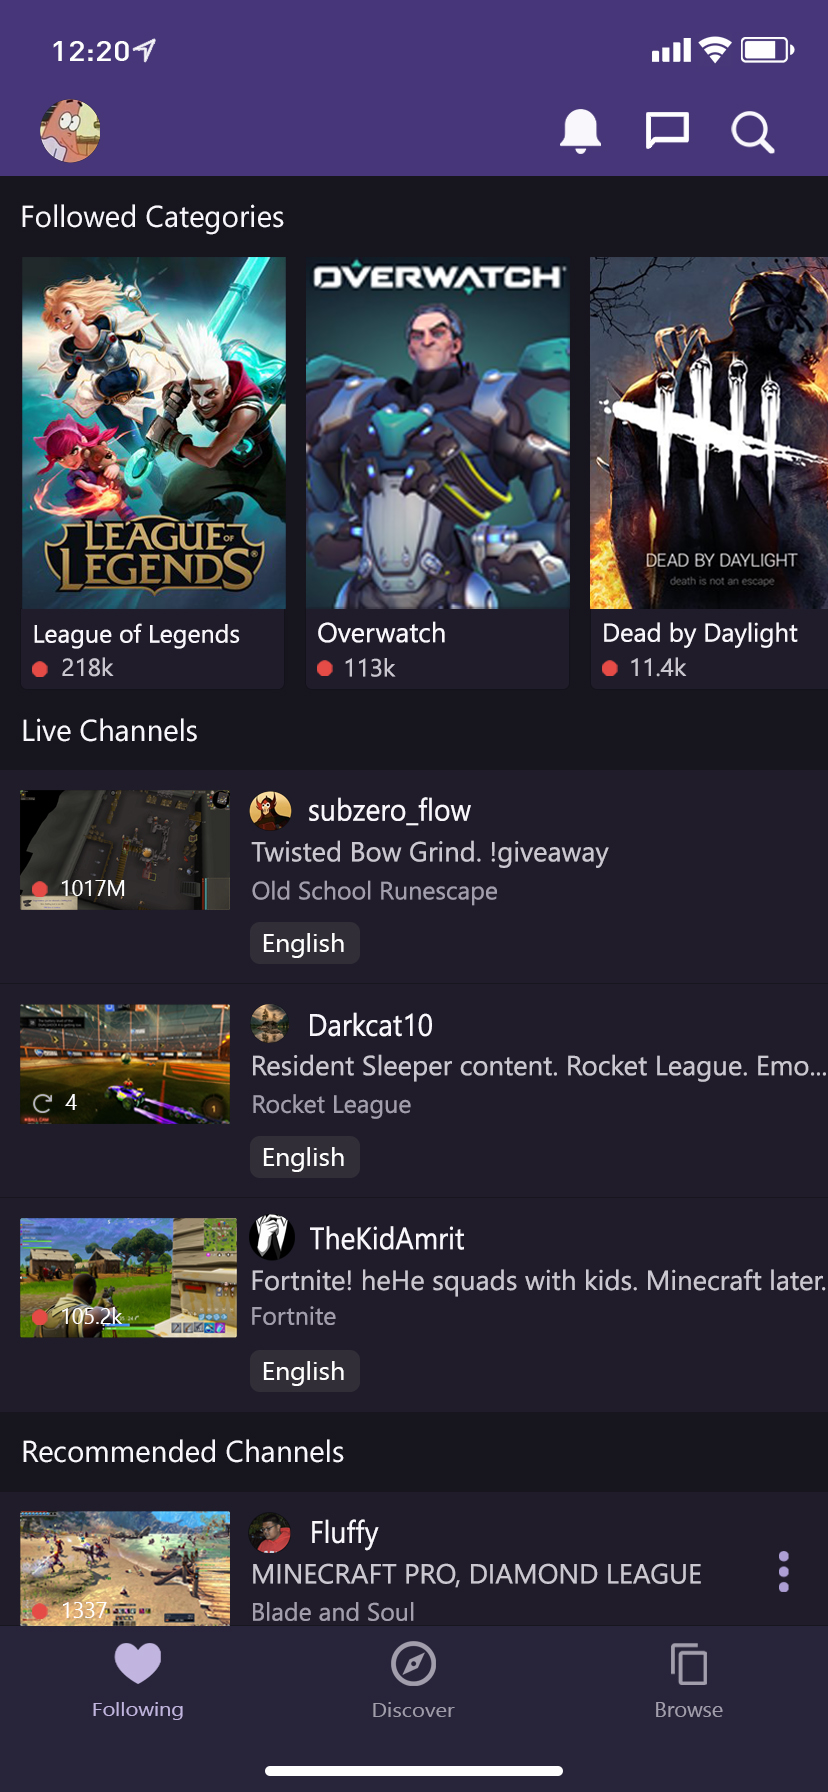 12:20
Followed Categories
LEAGUE OF
LEGENDS
OVERWATCH
DEAD BY DAYLIGHT
death is not an escape
League of Legends
218k
Overwatch
113k
Dead by Daylight
11.4k
Live Channels
subzero_flow
Twisted Bow Grind. !giveaway
1017M
Old School Runescape
English
Darkcat10
Resident Sleeper content. Rocket League. Emo...
4
Rocket League
English
TheKidAmrit
Fortnite! heHe squads with kids. Minecraft later.
105.2k
Fortnite
English
Recommended Channels
Fluffy
MINECRAFT PRO, DIAMOND LEAGUE
1337
Blade and Soul
Following
Discover
Browse